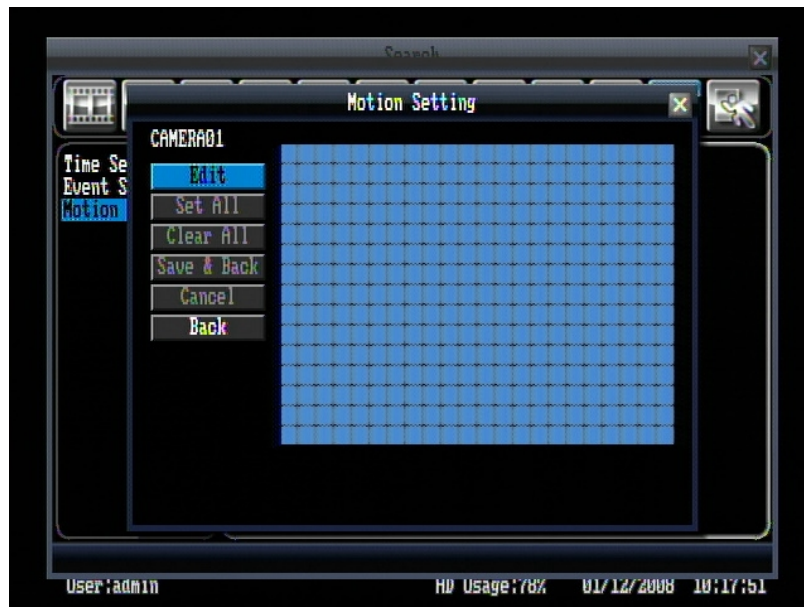 Search
Motion Setting
CAMERA01
Time Se
Event S
Motion
Edit
Set All
Clear All
Save & Back
Cancel
Back
User:admin
HD Usage:78%
01/12/2008
10:17:51